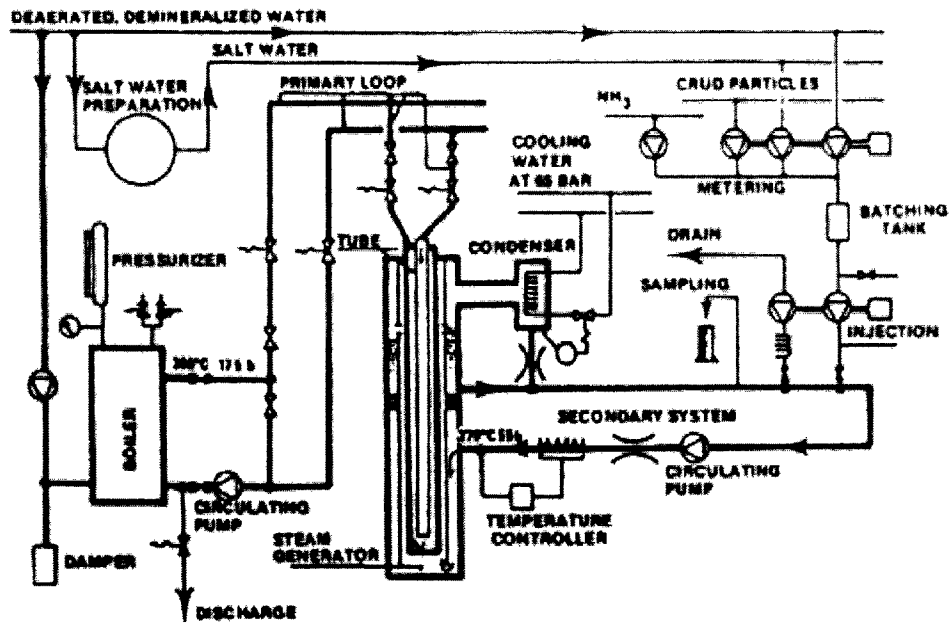 DEAERATED, DEMINERALIZED WATER
SALT WATER
SALT WATER
PREPARATION
PRIMARY LOOP
NH3
CRUD PARTICLES
COOLING
WATER
AT 65 BAR
METERING
BATCHING
TANK
TUBE
CONDENSER
DRAIN
PRESSURIZER
SAMPLING
INJECTION
175 b
BOILER
SECONDARY SYSTEM
CIRCULATING
PUMP
CIRCULATING
PUMP
TEMPERATURE
CONTROLLER
STEAM
GENERATOR
DAMPER
DISCHARGE